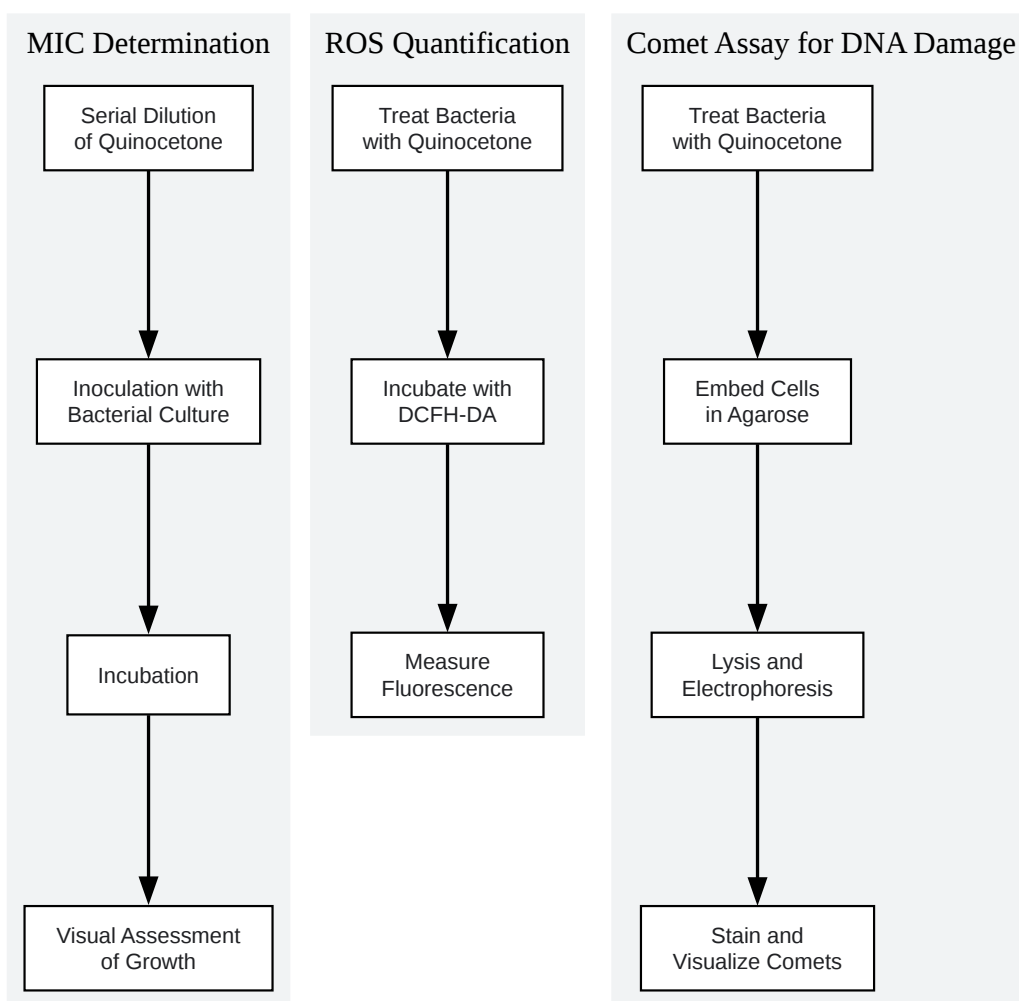 MIC Determination
Serial Dilution
of Quinocetone
Inoculation with
Bacterial Culture
Incubation
Visual Assessment
of Growth
ROS Quantification
Treat Bacteria
with Quinocetone
Incubate with
DCFH-DA
Measure
Fluorescence
Comet Assay for DNA Damage
Treat Bacteria
with Quinocetone
Embed Cells
in Agarose
Lysis and
Electrophoresis
Stain and
Visualize Comets